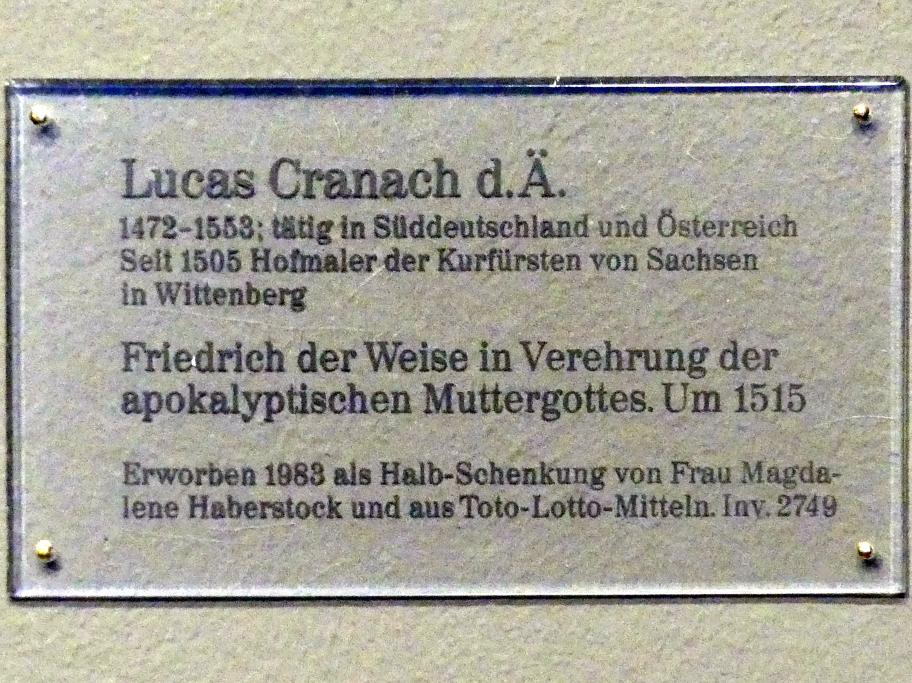 Lucas Cranach d.Ä.
1472-1553; tätig in Süddeutschland und Österreich
Seit 1505 Hofmaler der Kurfürsten von Sachsen
in Wittenberg
Friedrich der Weise in Verehrung der
apokalyptischen Muttergottes. Um 1515
Erworben 1983 als Halb-Schenkung von Frau Magda-
lene Haberstock und aus Toto-Lotto-Mitteln. Inv. 2749